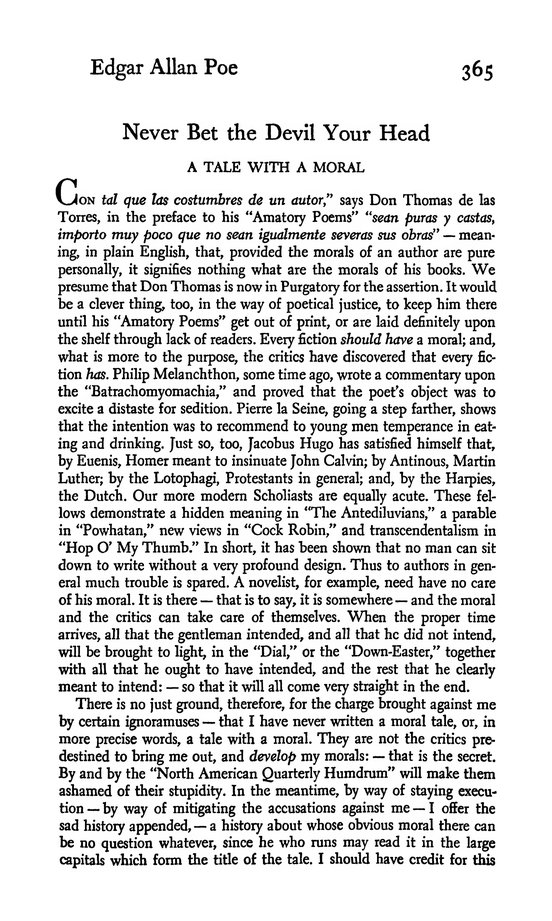 Edgar Allan Poe 365
Never Bet the Devil Your Head
A TALE WITH A MORAL
CON tal que las costumbres de un autor,” says Don Thomas de las
Torres, in the preface to his “Amatory Poems” “sean puras y castas,
importo muy poco que no sean igualmente severas sus obras” — mean-
ing, in plain English, that, provided the morals of an author are pure
personally, it signifies nothing what are the morals of his books. We
presume that Don Thomas is now in Purgatory for the assertion. It would
be a clever thing, too, in the way of poetical justice, to keep him there
until his “Amatory Poems” get out of print, or are laid definitely upon
the shelf through lack of readers. Every fiction should have a moral; and,
what is more to the purpose, the critics have discovered that every fic-
tion has. Philip Melanchthon, some time ago, wrote a commentary upon
the “Batrachomyomachia,” and proved that the poet’s object was to
excite a distaste for sedition. Pierre la Seine, going a step farther, shows
that the intention was to recommend to young men temperance in eat-
ing and drinking. Just so, too, Jacobus Hugo has satisfied himself that,
by Euenis, Homer meant to insinuate John Calvin; by Antinous, Martin
Luther; by the Lotophagi, Protestants in general; and, by the Harpies,
the Dutch. Our more modern Scholiasts are equally acute. These fel-
lows demonstrate a hidden meaning in “The Antediluvians,” a parable
in “Powhatan,” new views in “Cock Robin,” and transcendentalism in
“Hop O’ My Thumb.” In short, it has been shown that no man can sit
down to write without a very profound design. Thus to authors in gen-
eral much trouble is spared. A novelist, for example, need have no care
of his moral. It is there — that is to say, it is somewhere — and the moral
and the critics can take care of themselves. When the proper time
arrives, all that the gentleman intended, and all that he did not intend,
will be brought to light, in the “Dial,” or the “Down-Easter,” together
with all that he ought to have intended, and the rest that he clearly
meant to intend: — so that it will all come very straight in the end.
There is no just ground, therefore, for the charge brought against me
by certain ignoramuses — that I have never written a moral tale, or, in
more precise words, a tale with a moral. They are not the critics pre-
destined to bring me out, and develop my morals: — that is the secret.
By and by the “North American Quarterly Humdrum” will make them
ashamed of their stupidity. In the meantime, by way of staying execu-
tion — by way of mitigating the accusations against me — I offer the
sad history appended, — a history about whose obvious moral there can
be no question whatever, since he who runs may read it in the large
capitals which form the title of the tale. I should have credit for this